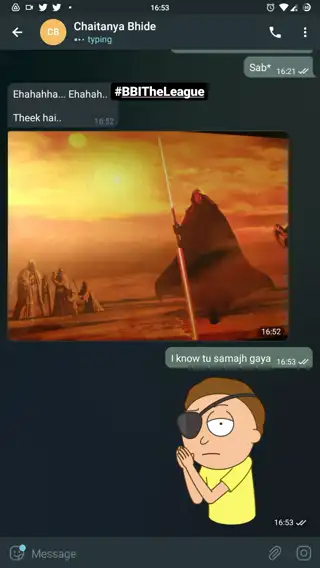 16:53
CB
Chaitanya Bhide
typing
Sab*
16:21
Ehahahha... Ehahah..
#BBITheLeague
Theek hai..
16:52
16:52
I know tu samajh gaya
16:53
16:53
Message